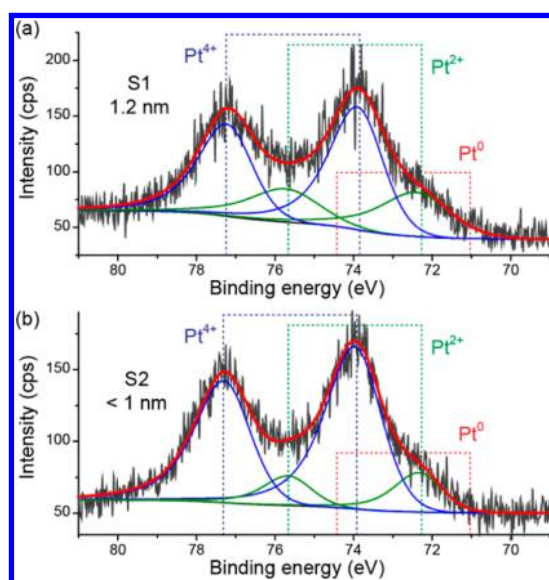 (a)
Pt⁴⁺
Pt²⁺
S1
1.2 nm
Pt⁰
200
150
100
50
Intensity (cps)
80 78 76 74 72 70
Binding energy (eV)
(b)
Pt⁴⁺
Pt²⁺
S2
< 1 nm
Pt⁰
150
100
50
Intensity (cps)
80 78 76 74 72 70
Binding energy (eV)